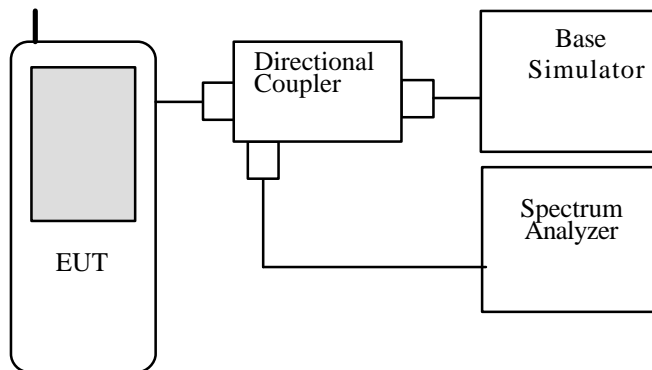 Directional
Coupler
Base
Simulator
Spectrum
Analyzer
EUT